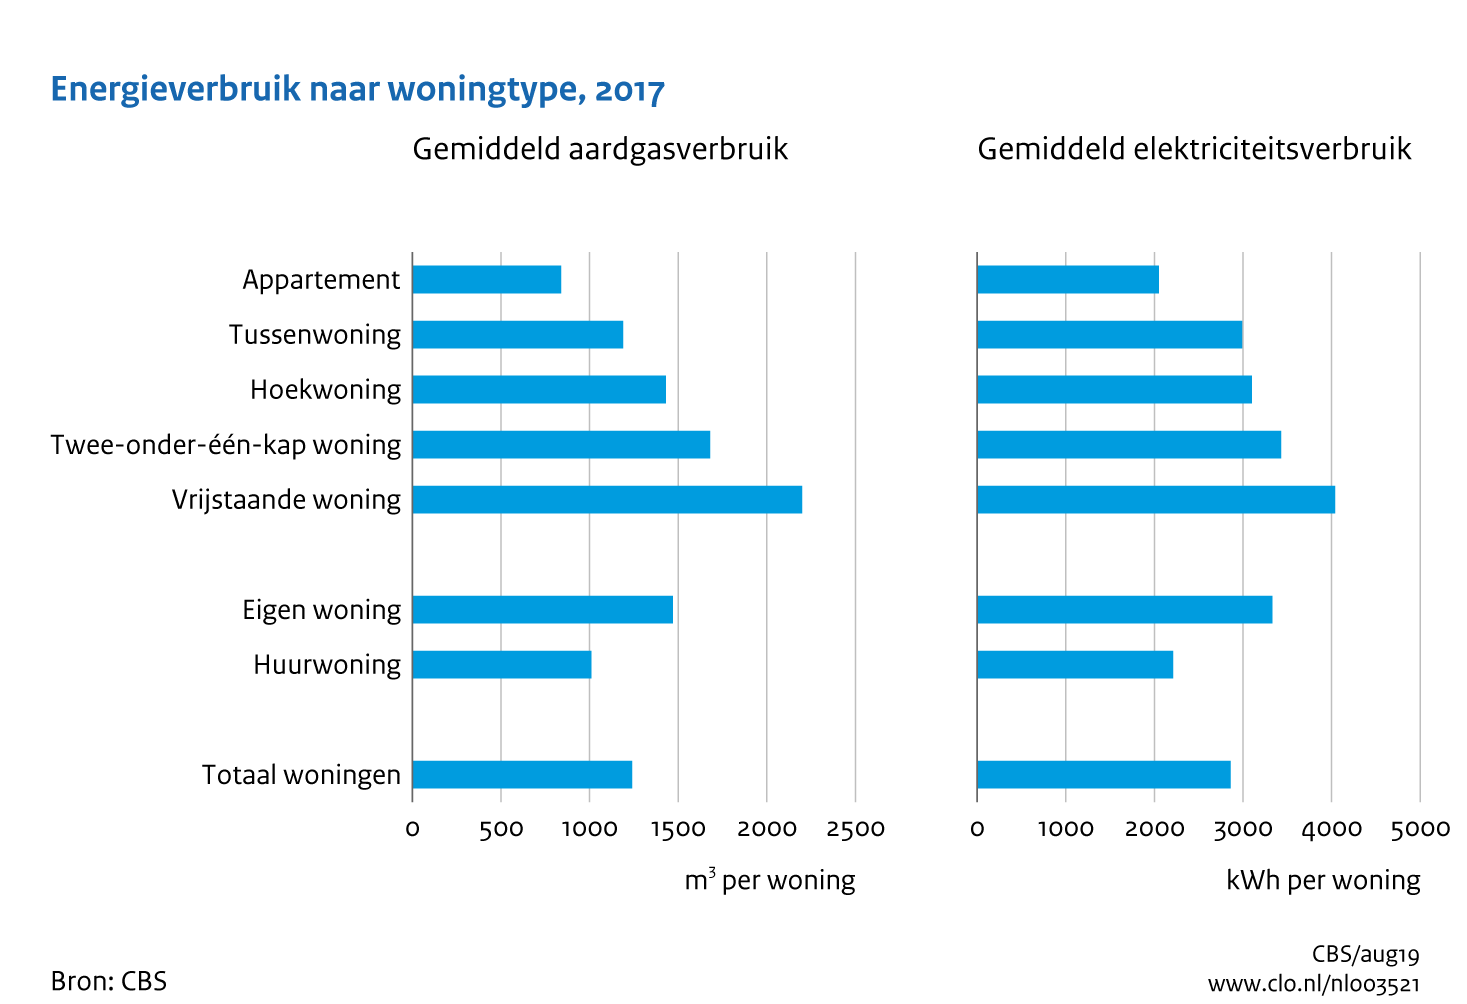 Energieverbruik naar woningtype, 2017
Gemiddeld aardgasverbruik
Gemiddeld elektriciteitsverbruik
Appartement
Tussenwoning
Hoekwoning
Twee-onder-één-kap woning
Vrijstaande woning
Eigen woning
Huurwoning
Totaal woningen
0 500 1000 1500 2000 2500
0 1000 2000 3000 4000 5000
m³ per woning
kWh per woning
CBS/aug19
Bron: CBS
www.clo.nl/nl003521